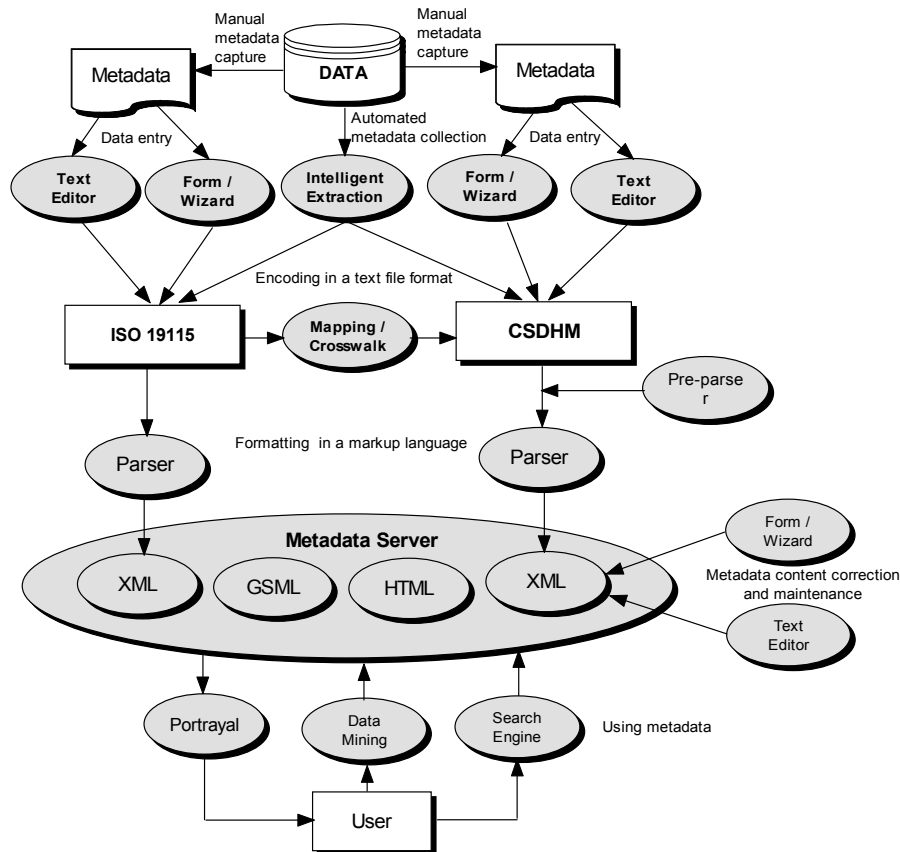 Manual
metadata
capture
Manual
metadata
capture
Metadata
DATA
Metadata
Automated
metadata collection
Data entry
Data entry
Text
Editor
Form /
Wizard
Intelligent
Extraction
Form /
Wizard
Text
Editor
Encoding in a text file format
ISO 19115
Mapping /
Crosswalk
CSDHM
Pre-parse
r
Formatting in a markup language
Parser
Parser
Metadata Server
XML
GSML
HTML
XML
Form /
Wizard
Metadata content correction
and maintenance
Text
Editor
Portrayal
Data
Mining
Search
Engine
Using metadata
User